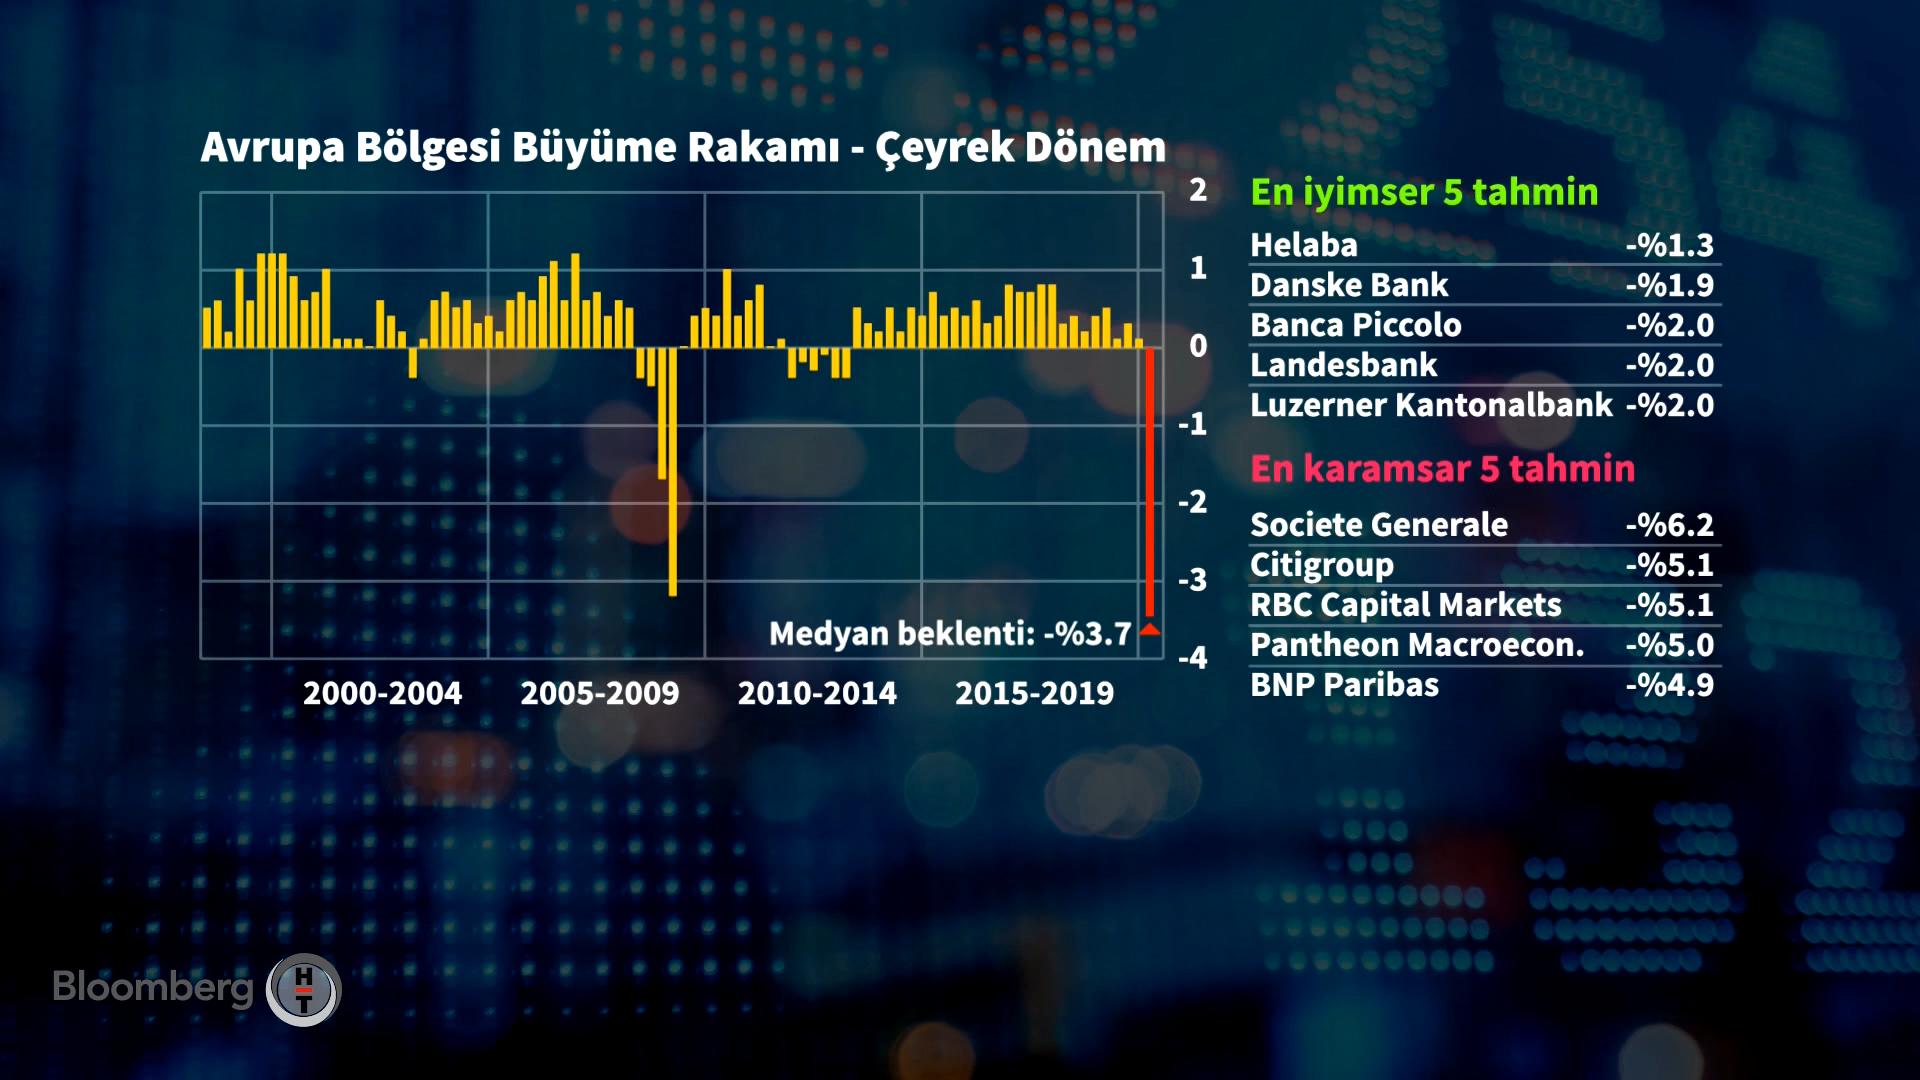 Avrupa Bölgesi Büyüme Rakamı - Çeyrek Dönem
2
1
0
-1
-2
-3
-4
Medyan beklenti: -%3.7
2000-2004 2005-2009 2010-2014 2015-2019
En iyimser 5 tahmin
Helaba -%1.3
Danske Bank -%1.9
Banca Piccolo -%2.0
Landesbank -%2.0
Luzerner Kantonalbank -%2.0
En karamsar 5 tahmin
Societe Generale -%6.2
Citigroup -%5.1
RBC Capital Markets -%5.1
Pantheon Macroecon. -%5.0
BNP Paribas -%4.9
Bloomberg HT